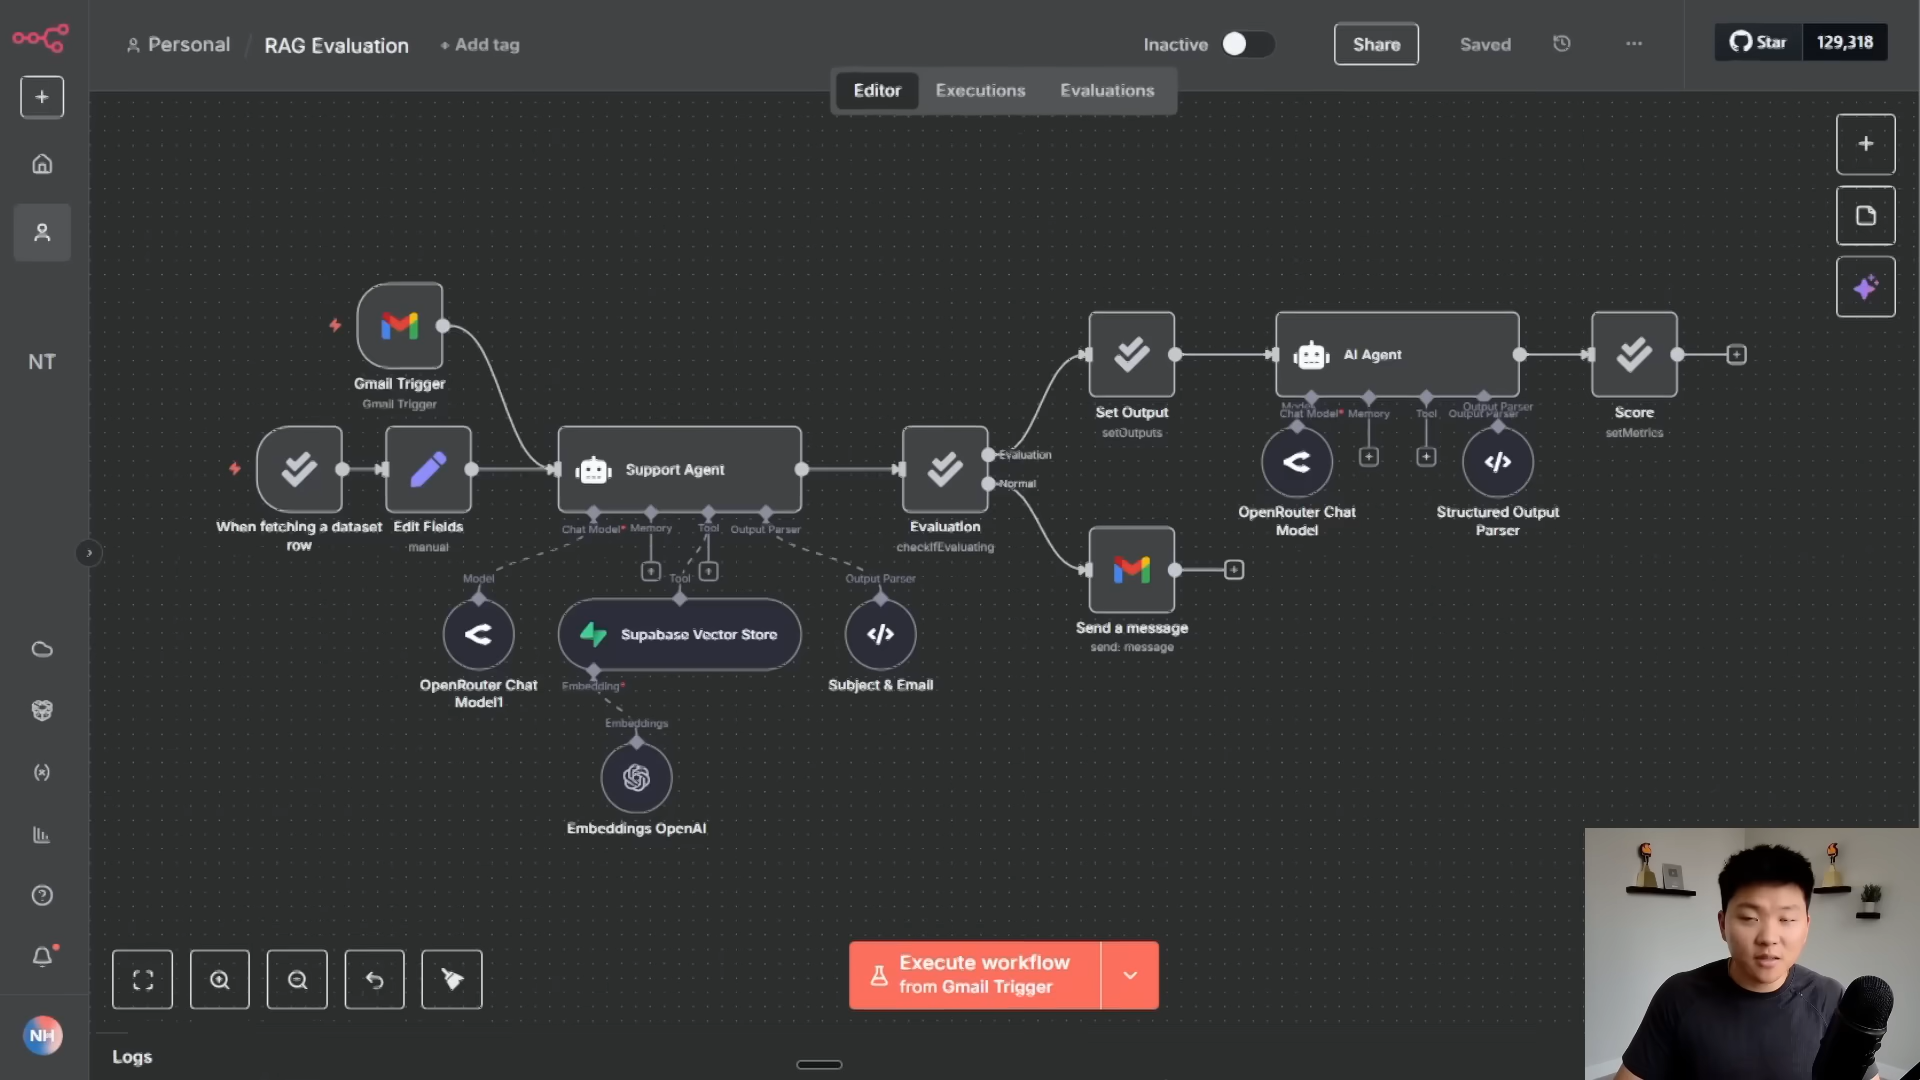 Personal / RAG Evaluation + Add tag
Inactive
Share
Saved
Star 129,318
Editor Executions Evaluations
NT
Gmail Trigger
Gmail Trigger
When fetching a dataset row
Edit Fields
manual
Support Agent
Chat Model* Memory Tool Output Parser
Evaluation
checkIfEvaluating
Evaluation
Normal
Set Output
setOutputs
AI Agent
Model
Chat Model* Memory Tool Output Parser
Output Parser
Score
setMetrics
OpenRouter Chat Model
Structured Output Parser
Send a message
send: message
Model
Tool
Output Parser
OpenRouter Chat Model1
Supabase Vector Store
Subject & Email
Embedding*
Embeddings
Embeddings OpenAI
Execute workflow
from Gmail Trigger
NH
Logs